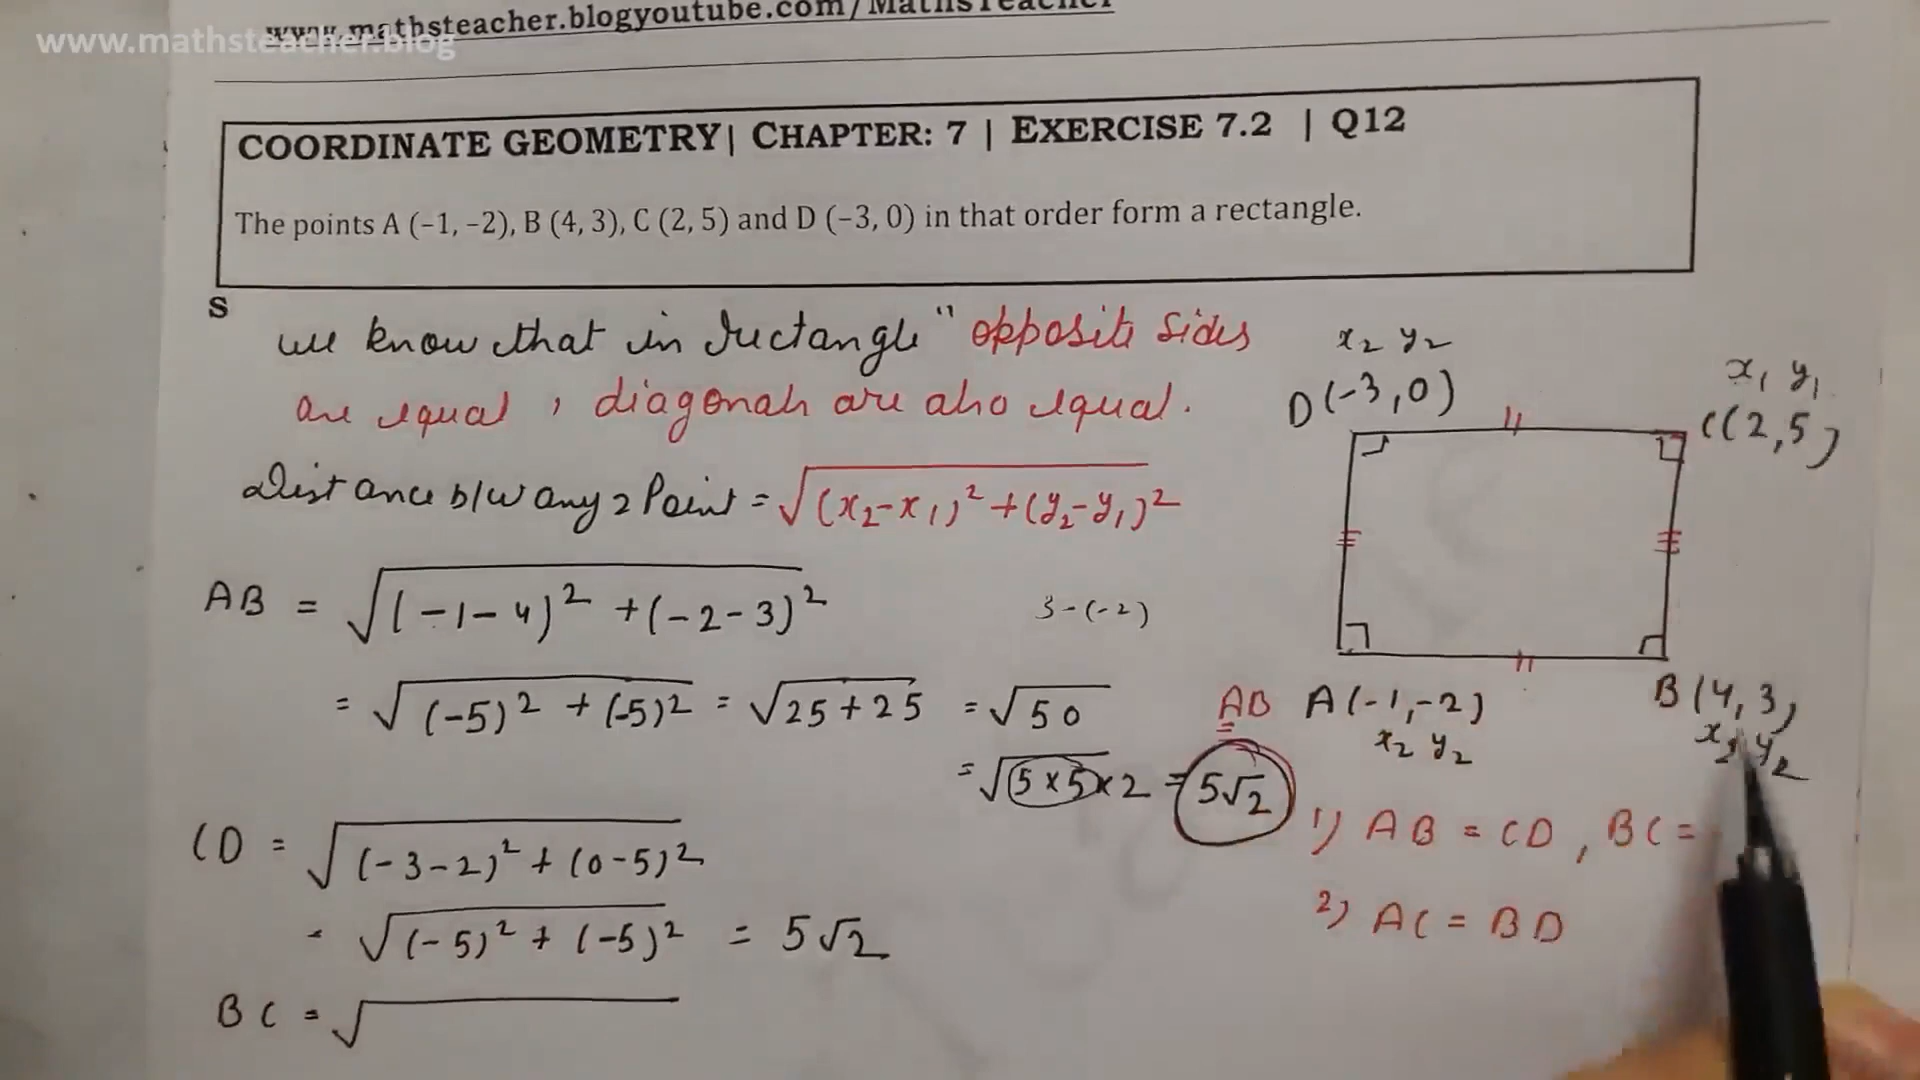 www.mathsteacher.blogyoutube.com/MathsTeacher
www.mathsteacher.blog
COORDINATE GEOMETRY| CHAPTER: 7 | EXERCISE 7.2 | Q12
The points A (−1, −2), B (4, 3), C (2, 5) and D (−3, 0) in that order form a rectangle.
S
we know that in rectangle "opposite sides
are equal, diagonals are also equal.
Distance b/w any 2 Point = √(x₂-x₁)² + (y₂-y₁)²
x₂ y₂
D(-3,0)
x₁ y₁
C(2,5)
AB = √(-1-4)² + (-2-3)²
3-(-2)
= √(-5)² + (-5)² = √25+25 = √50
= √5×5×2 = 5√2
AB A(-1,-2)
x₂ y₂
B(4,3)
CD = √(-3-2)² + (0-5)²
= √(-5)² + (-5)² = 5√2
BC = √
1) AB = CD, BC =
2) AC = BD